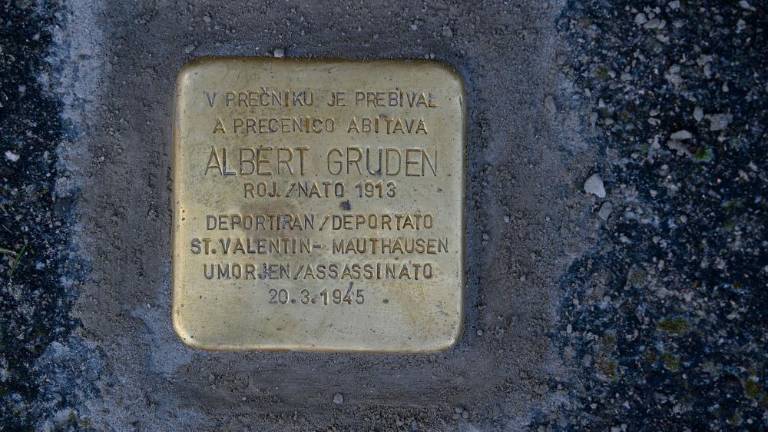 V PREČNIKU JE PREBIVAL
A PRECENICO ABITAVA
ALBERT GRUDEN
ROJ./NATO 1913
DEPORTIRAN/DEPORTATO
ST.VALENTIN- MAUTHAUSEN
UMORJEN/ASSASSINATO
20.3.1945